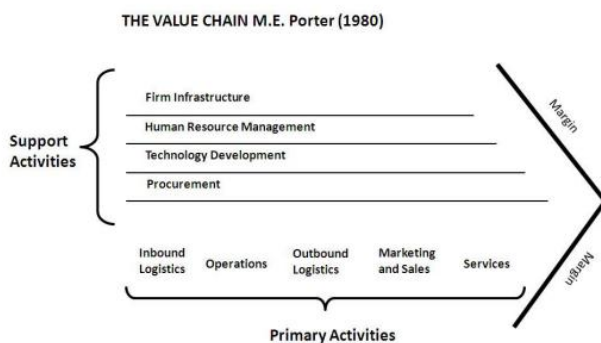 THE VALUE CHAIN M.E. Porter (1980)
Support
Activities
Firm Infrastructure
Human Resource Management
Technology Development
Procurement
Margin
Inbound
Logistics
Operations
Outbound
Logistics
Marketing
and Sales
Services
Margin
Primary Activities